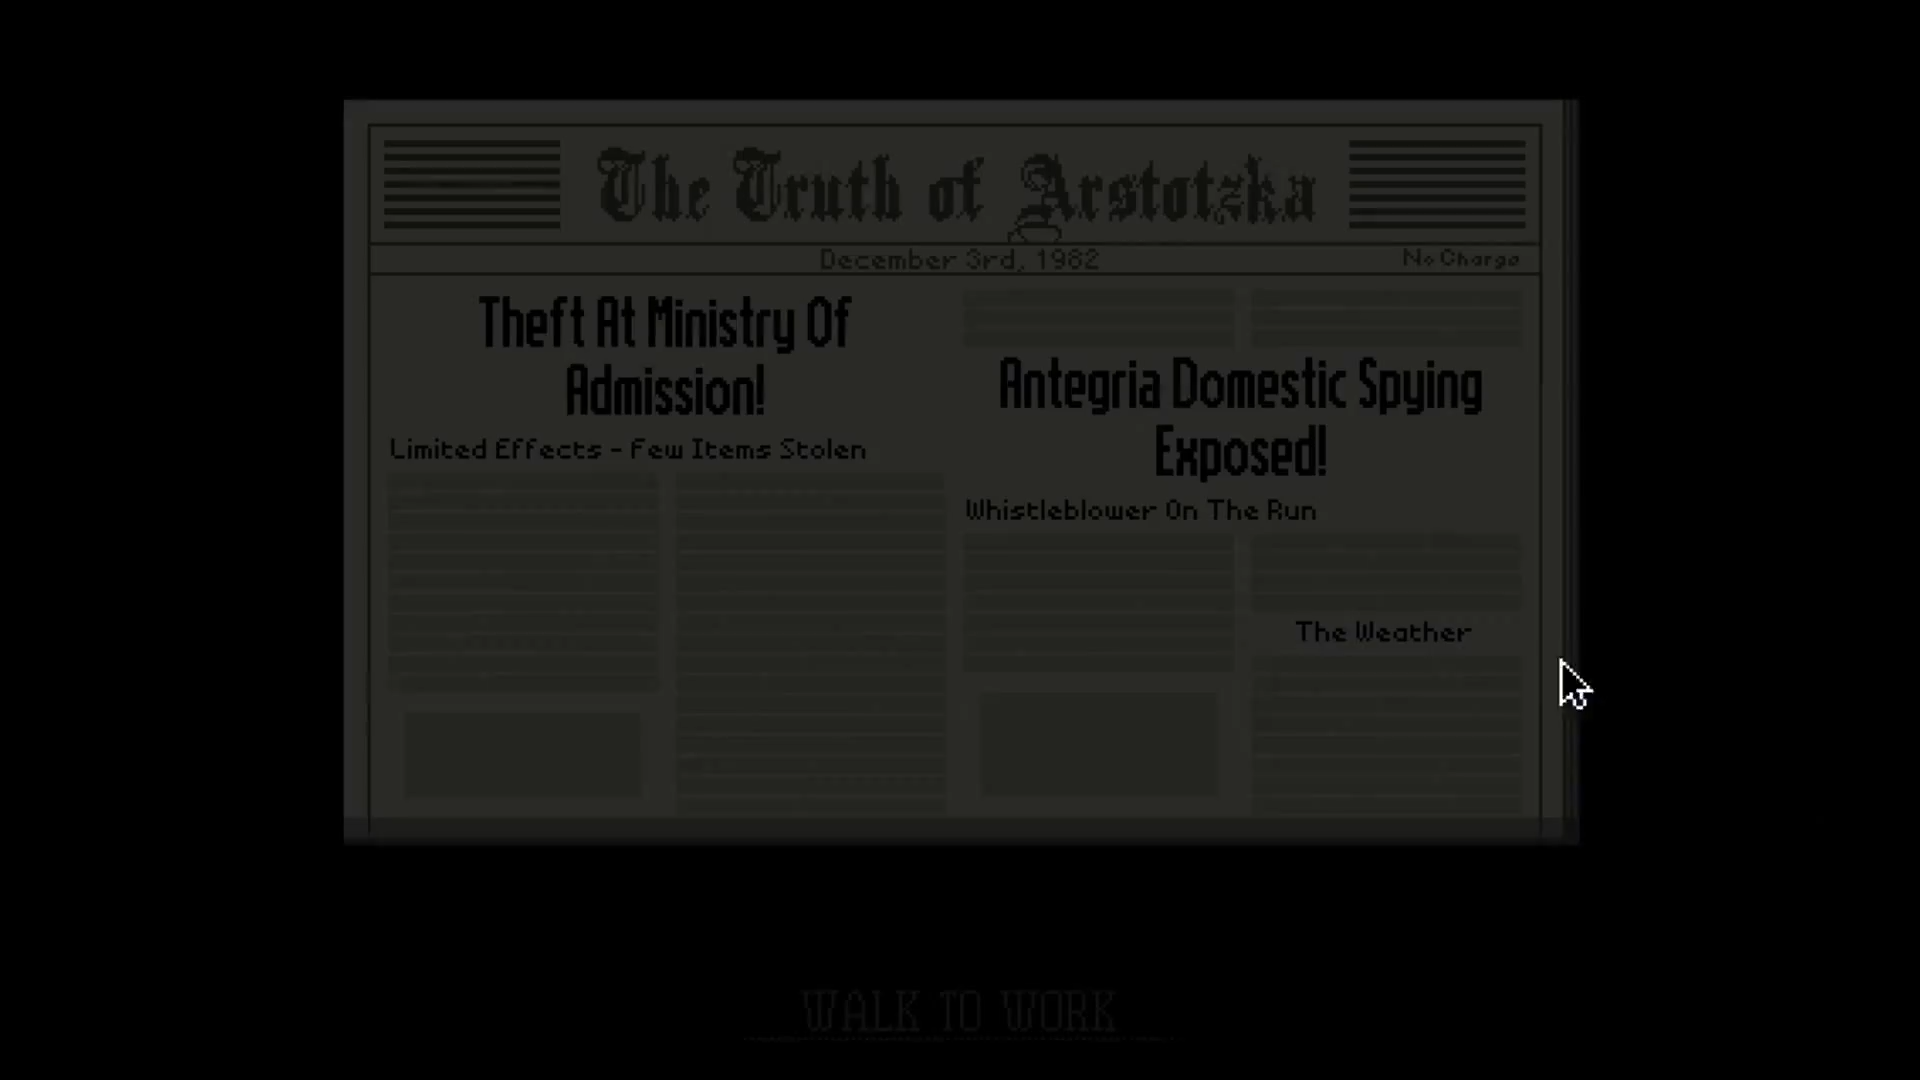 The Truth of Arstotzka
December 3rd, 1982
No Charge
Theft At Ministry Of
Admission!
Limited Effects - Few Items Stolen
Antegria Domestic Spying
Exposed!
Whistleblower On The Run
The Weather
WALK TO WORK